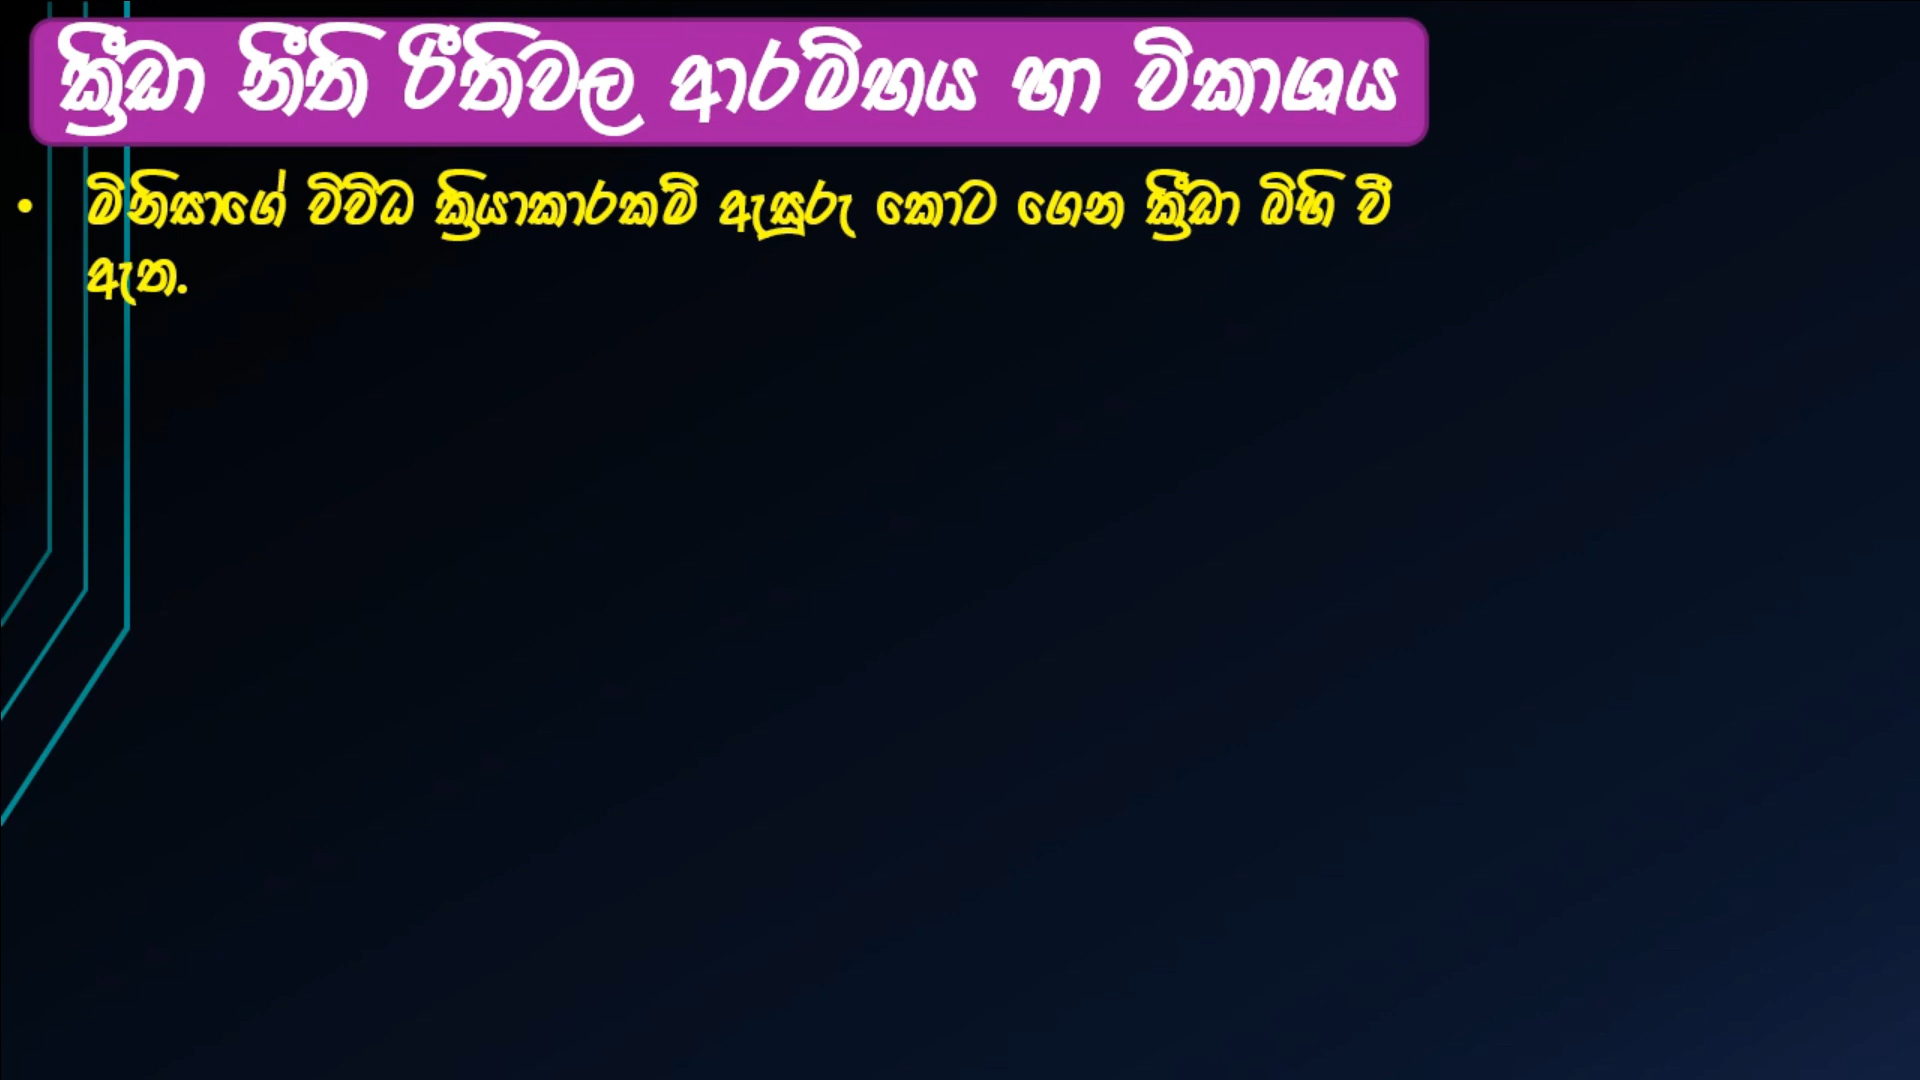 ක්‍රීඩා නීති රීතිවල ආරම්භය හා විකාශය
• මිනිසාගේ විවිධ ක්‍රියාකාරකම් ඇසුරු කොට ගෙන ක්‍රීඩා බිහි වී
ඇත.